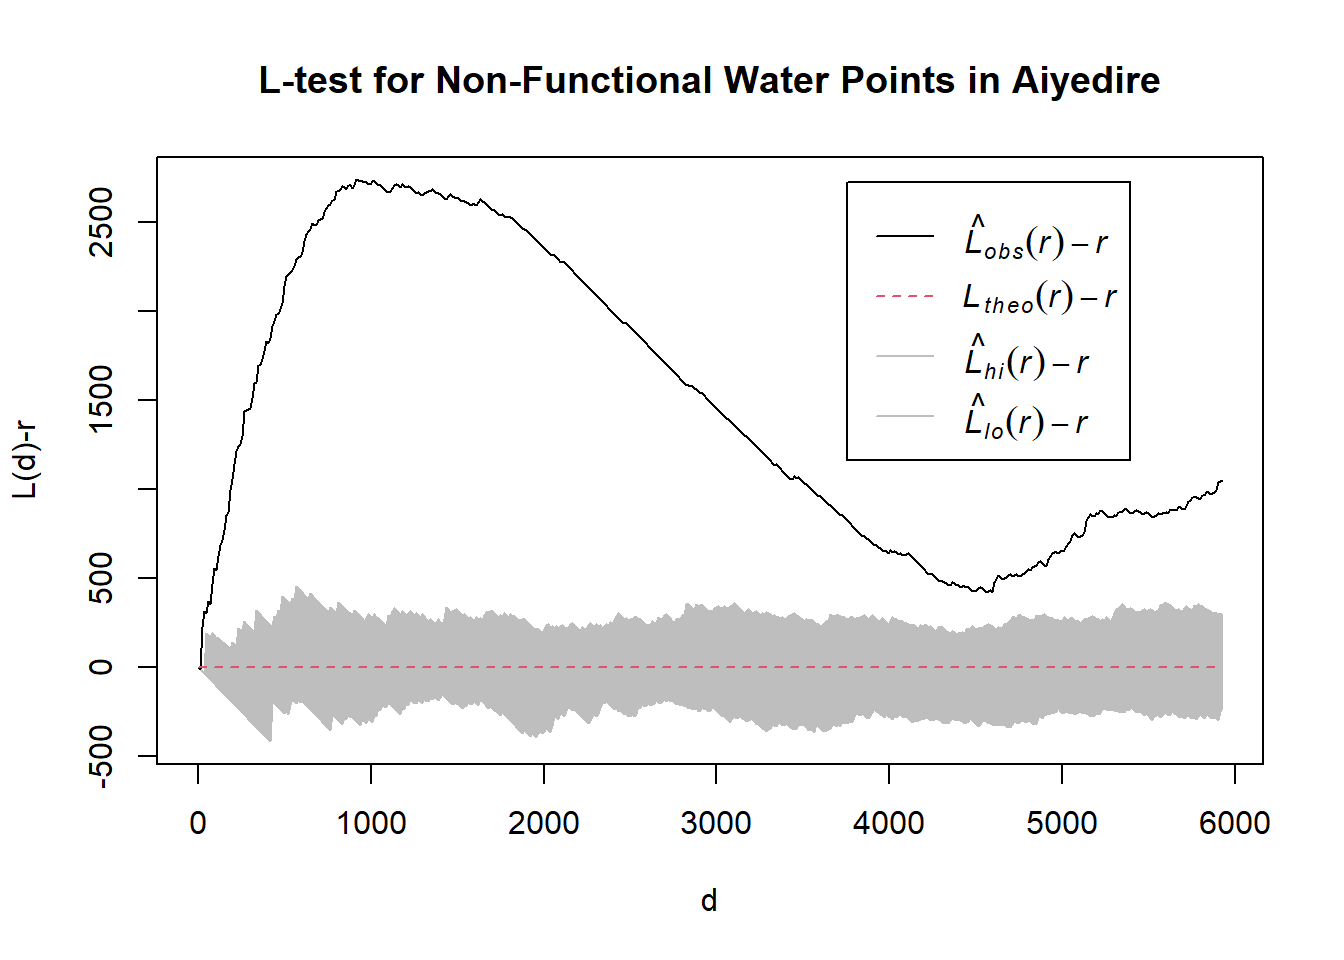 L-test for Non-Functional Water Points in Aiyedire
L(d)-r
2500
1500
500
0
-500
L̂obs(r) − r
Ltheo(r) − r
L̂hi(r) − r
L̂lo(r) − r
0 1000 2000 3000 4000 5000 6000
d